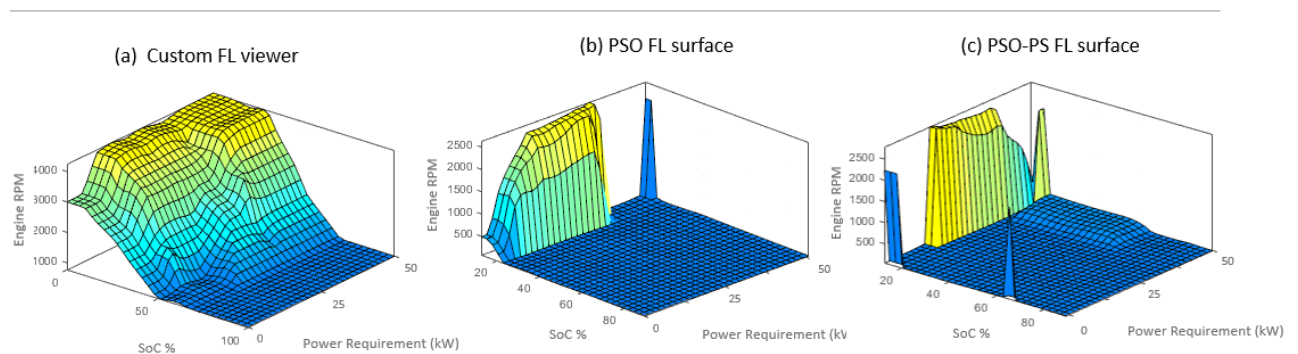 (a) Custom FL viewer
(b) PSO FL surface
(c) PSO-PS FL surface
Engine RPM
4000
3000
2000
1000
0
50
100
SoC %
0
25
50
Power Requirement (kW)
Engine RPM
2500
2000
1500
1000
500
20
40
60
80
SoC %
0
25
50
Power Requirement (kW
Engine RPM
2500
2000
1500
1000
500
20
40
60
80
SoC %
0
25
50
Power Requirement (kW)